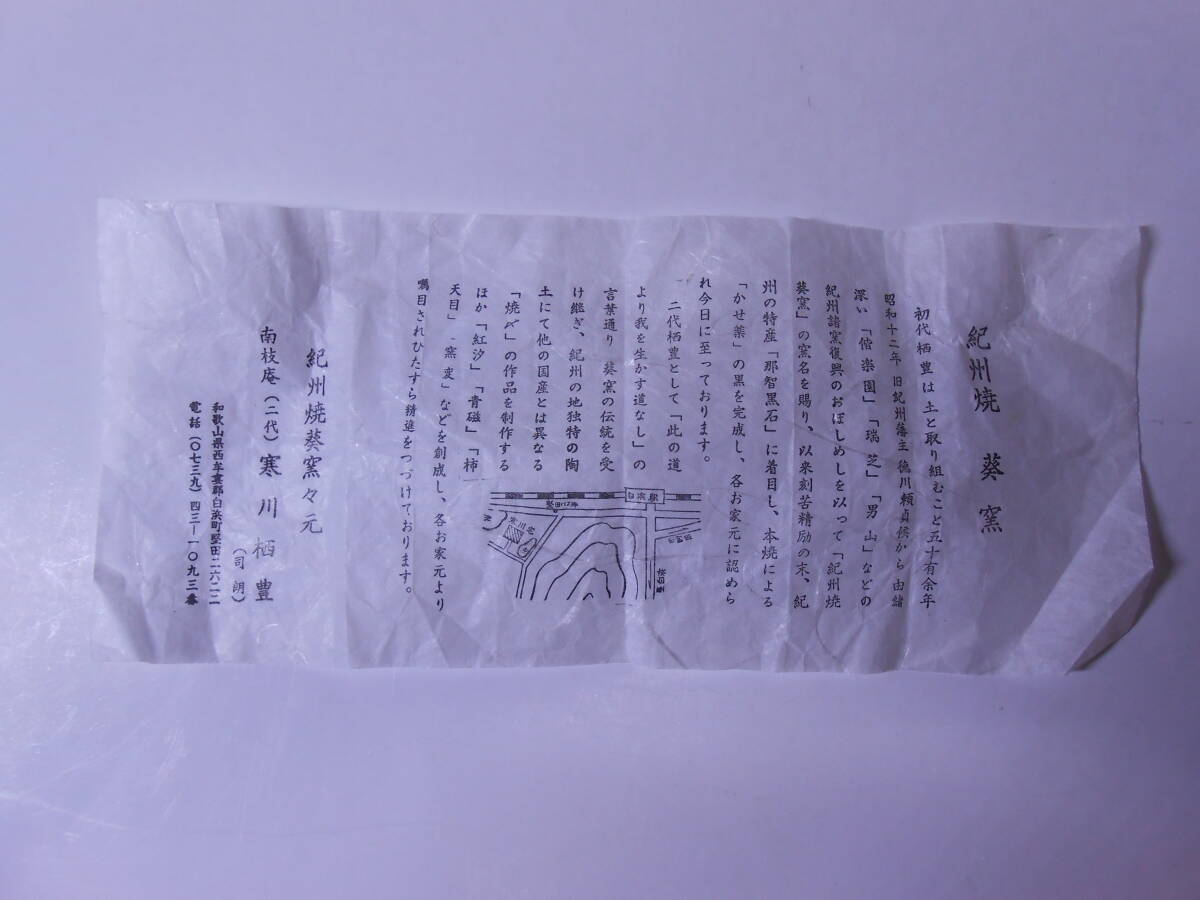 紀州焼 葵窯
初代栖豊は土と取り組むこと五十有余年
昭和十二年 旧紀州藩主 徳川頼貞候から 由緒
深い「偕楽園」「瑞芝」「男山」などの
紀州諸窯復興のおぼしめしを以って「紀州焼
葵窯」の窯名を賜り、以来刻苦精励の末、紀
州の特産「那智黒石」に着目し、本焼による
「かせ薬」の黒を完成し、各お家元に認めら
れ今日に至っております。
二代栖豊として「此の道
より我を生かす道なし」の
言葉通り 葵窯の伝統を受
け継ぎ、紀州の地独特の陶
土にて他の国産とは異なる
「焼〆」の作品を制作する
ほか「紅汐」「青磁」「柿
天目」「窯変」などを創成し、各お家元より
嘱目されひたすら精進をつづけております。
白浜駅
堅田バス停
寒川宅
紀州焼葵窯々元
南枝庵(二代)寒川 栖豊
(司朗)
和歌山県西牟婁郡白浜町堅田二六二二
電話(〇七三九)四三―一〇九三番